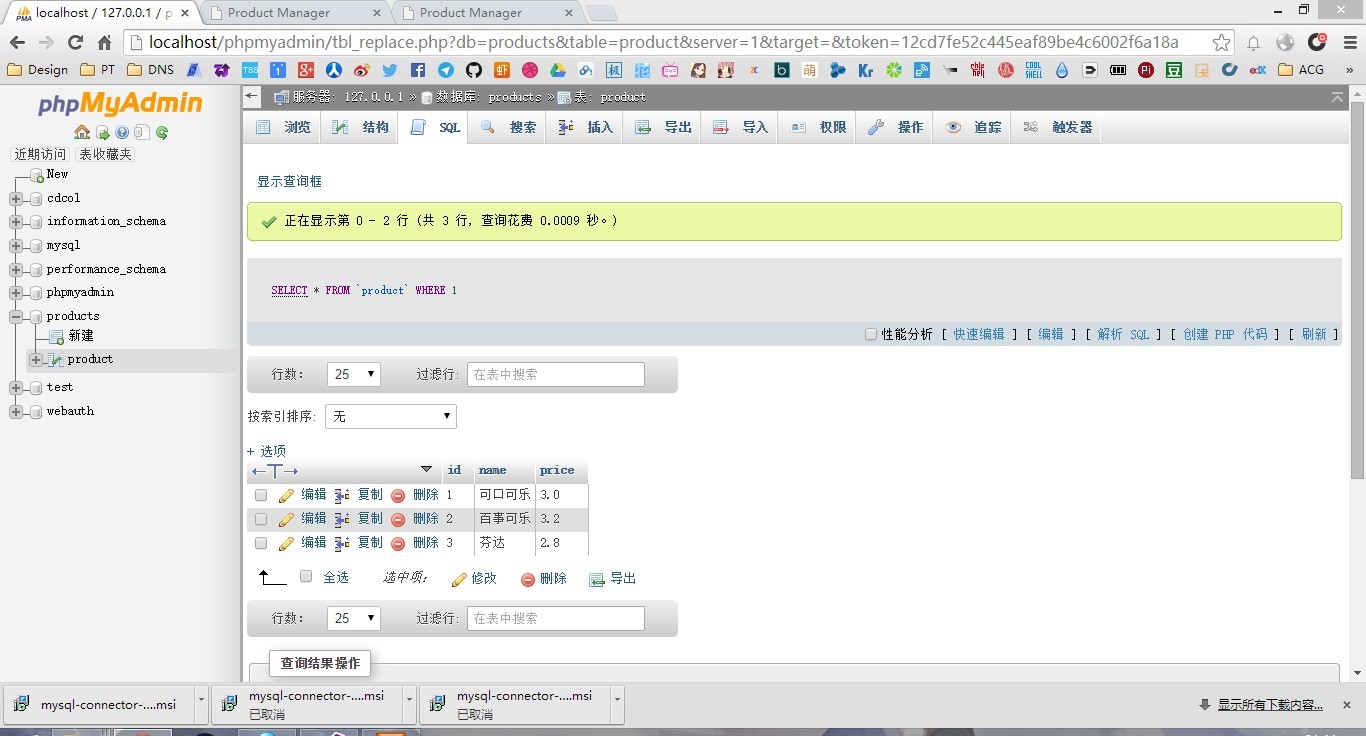 localhost / 127.0.0.1 / p
Product Manager
Product Manager
localhost/phpmyadmin/tbl_replace.php?db=products&table=product&server=1&target=&token=12cd7fe52c445eaf89be4c6002f6a18a
Design PT DNS ACG »
phpMyAdmin
近期访问 表收藏夹
New
cdcol
information_schema
mysql
performance_schema
phpmyadmin
products
新建
product
test
webauth
服务器: 127.0.0.1 » 数据库: products » 表: product
浏览 结构 SQL 搜索 插入 导出 导入 权限 操作 追踪 触发器
显示查询框
正在显示第 0 - 2 行 (共 3 行, 查询花费 0.0009 秒。)
SELECT * FROM `product` WHERE 1
性能分析 [ 快速编辑 ] [ 编辑 ] [ 解析 SQL ] [ 创建 PHP 代码 ] [ 刷新 ]
行数: 25 过滤行: 在表中搜索
按索引排序: 无
+ 选项
←T→ id name price
编辑 复制 删除 1 可口可乐 3.0
编辑 复制 删除 2 百事可乐 3.2
编辑 复制 删除 3 芬达 2.8
全选 选中项: 修改 删除 导出
行数: 25 过滤行: 在表中搜索
查询结果操作
mysql-connector-....msi
mysql-connector-....msi
已取消
mysql-connector-....msi
已取消
显示所有下载内容...